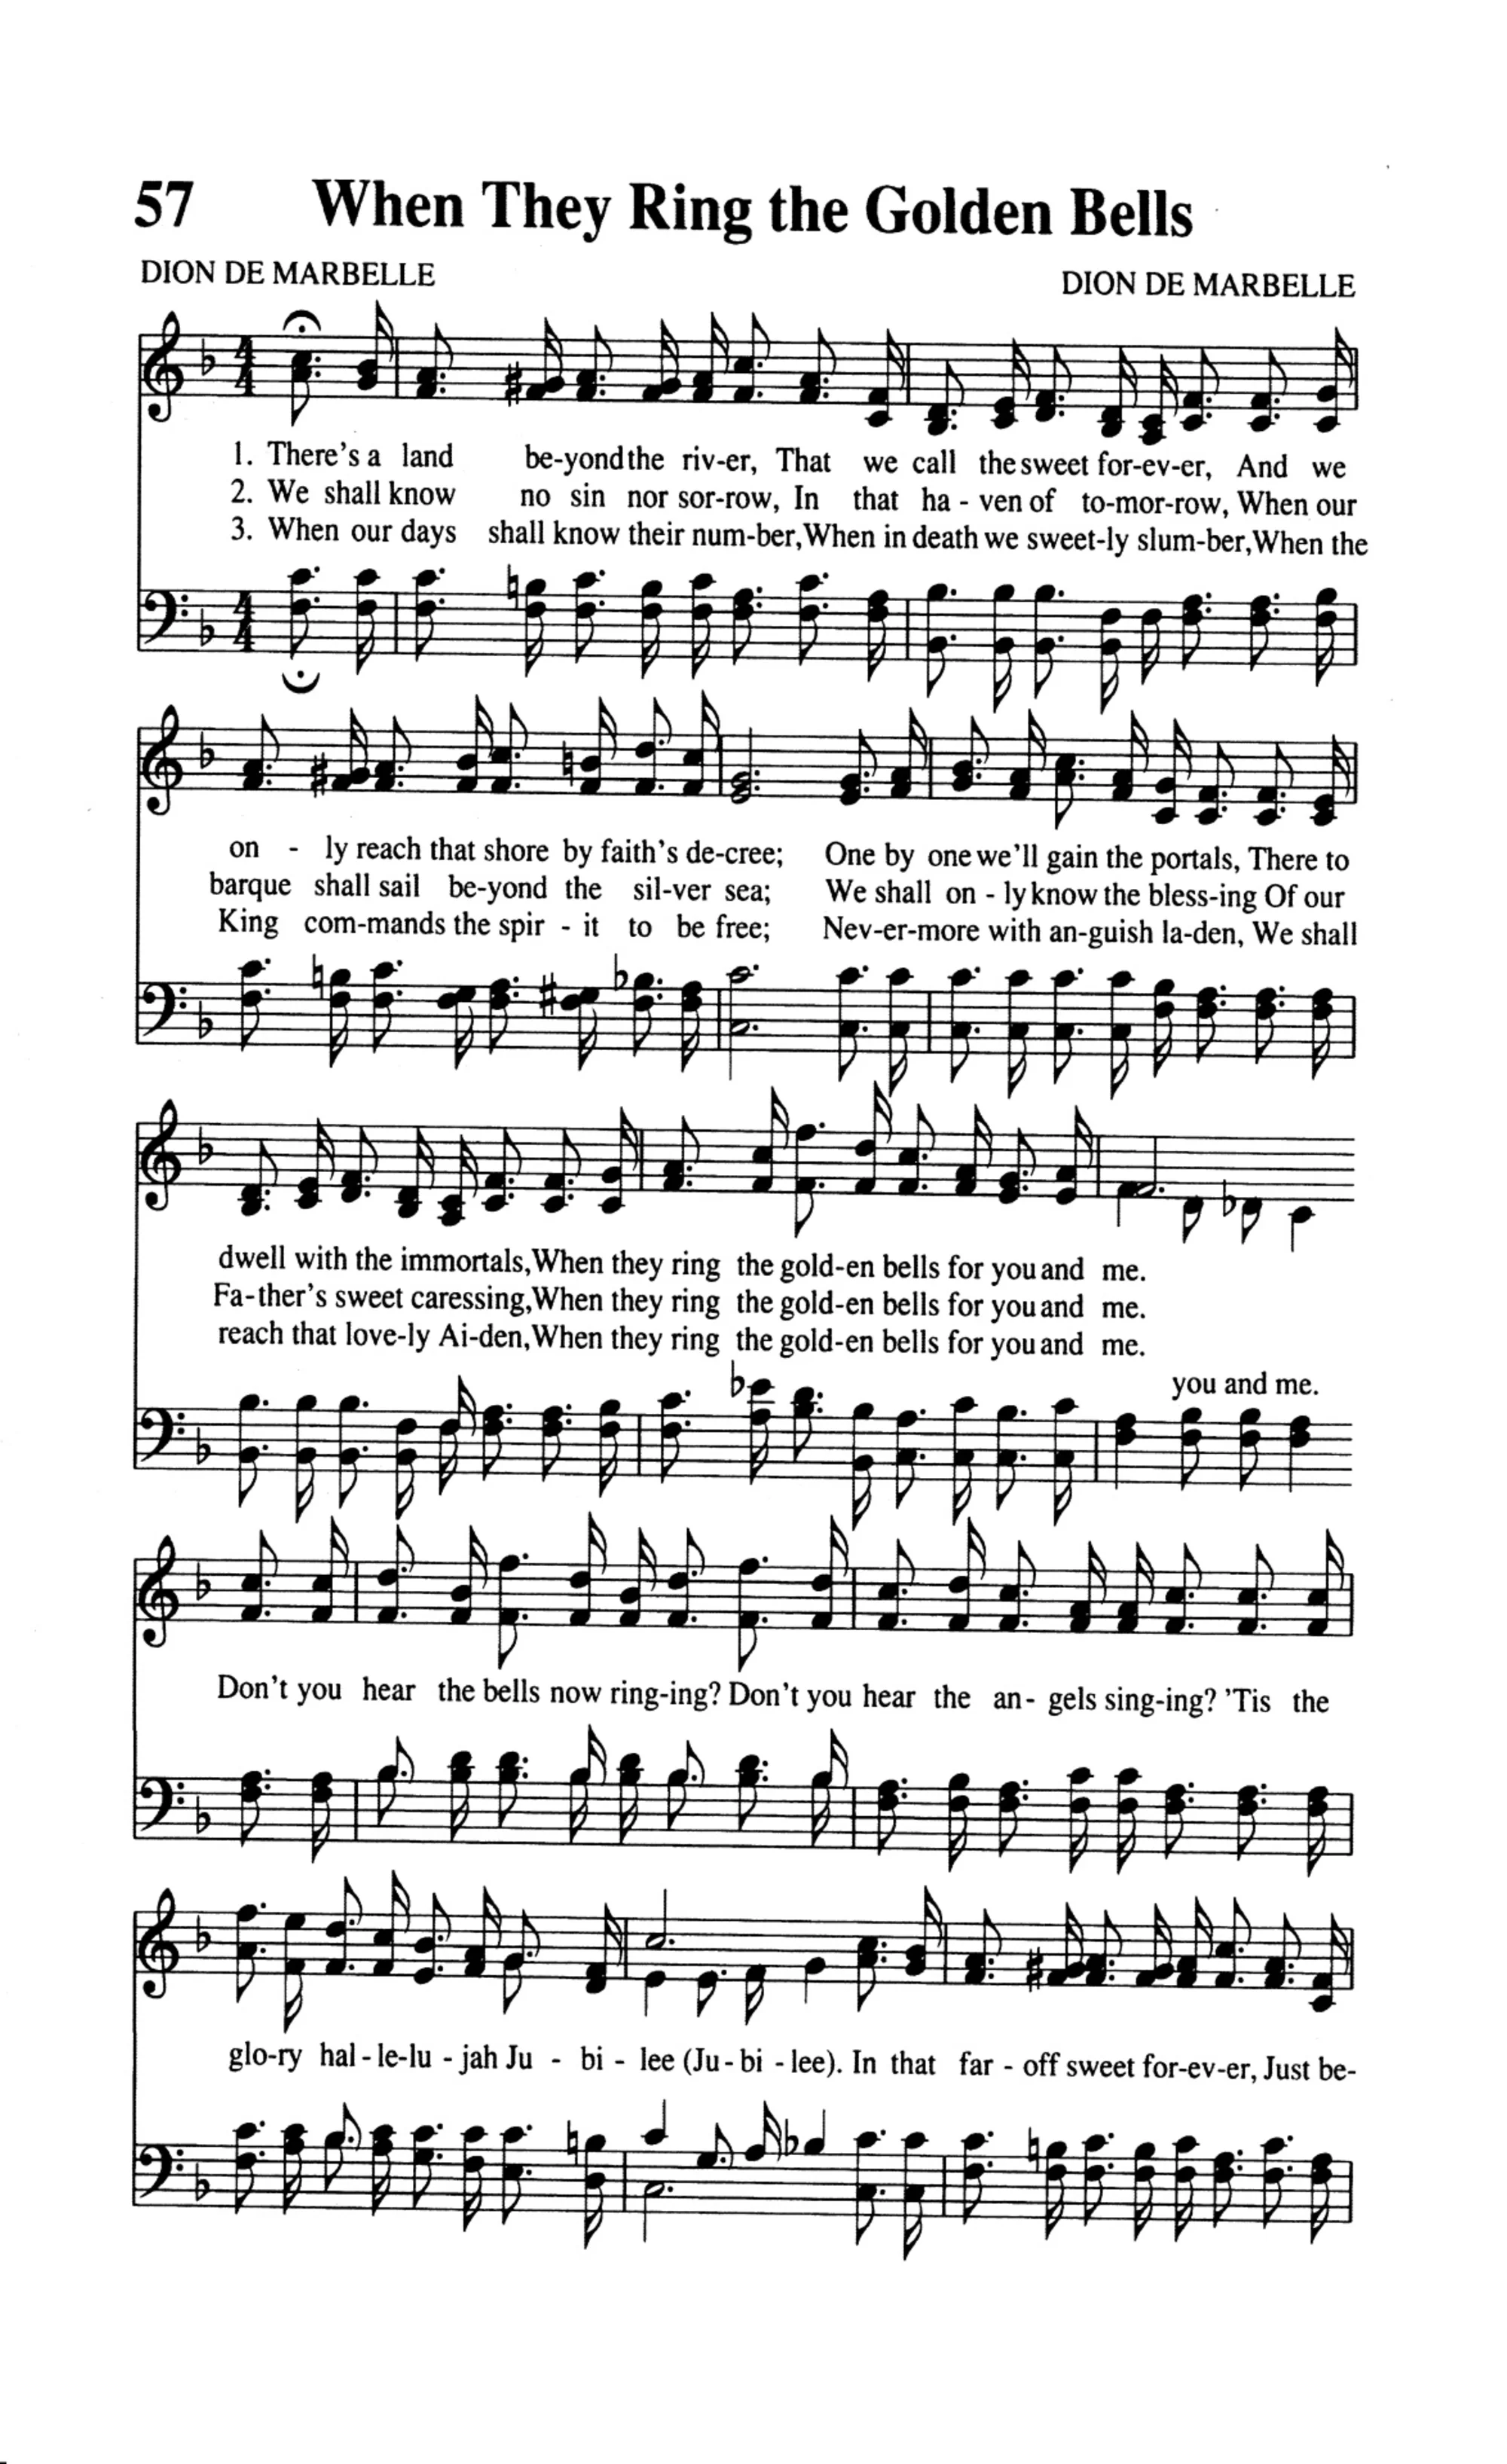 57 When They Ring the Golden Bells
DION DE MARBELLE DION DE MARBELLE
4 4
1. There's a land be-yond the riv-er, That we call the sweet for-ev-er, And we
2. We shall know no sin nor sor-row, In that ha - ven of to-mor-row, When our
3. When our days shall know their num-ber, When in death we sweet-ly slum-ber, When the
4 4
on - ly reach that shore by faith's de-cree; One by one we'll gain the portals, There to
barque shall sail be-yond the sil-ver sea; We shall on - ly know the bless-ing Of our
King com-mands the spir - it to be free; Nev-er-more with an-guish la-den, We shall
dwell with the immortals, When they ring the gold-en bells for you and me.
Fa-ther's sweet caressing, When they ring the gold-en bells for you and me.
reach that love-ly Ai-den, When they ring the gold-en bells for you and me.
you and me.
Don't you hear the bells now ring-ing? Don't you hear the an- gels sing-ing? 'Tis the
glo-ry hal - le-lu - jah Ju - bi - lee (Ju - bi - lee). In that far - off sweet for-ev-er, Just be-